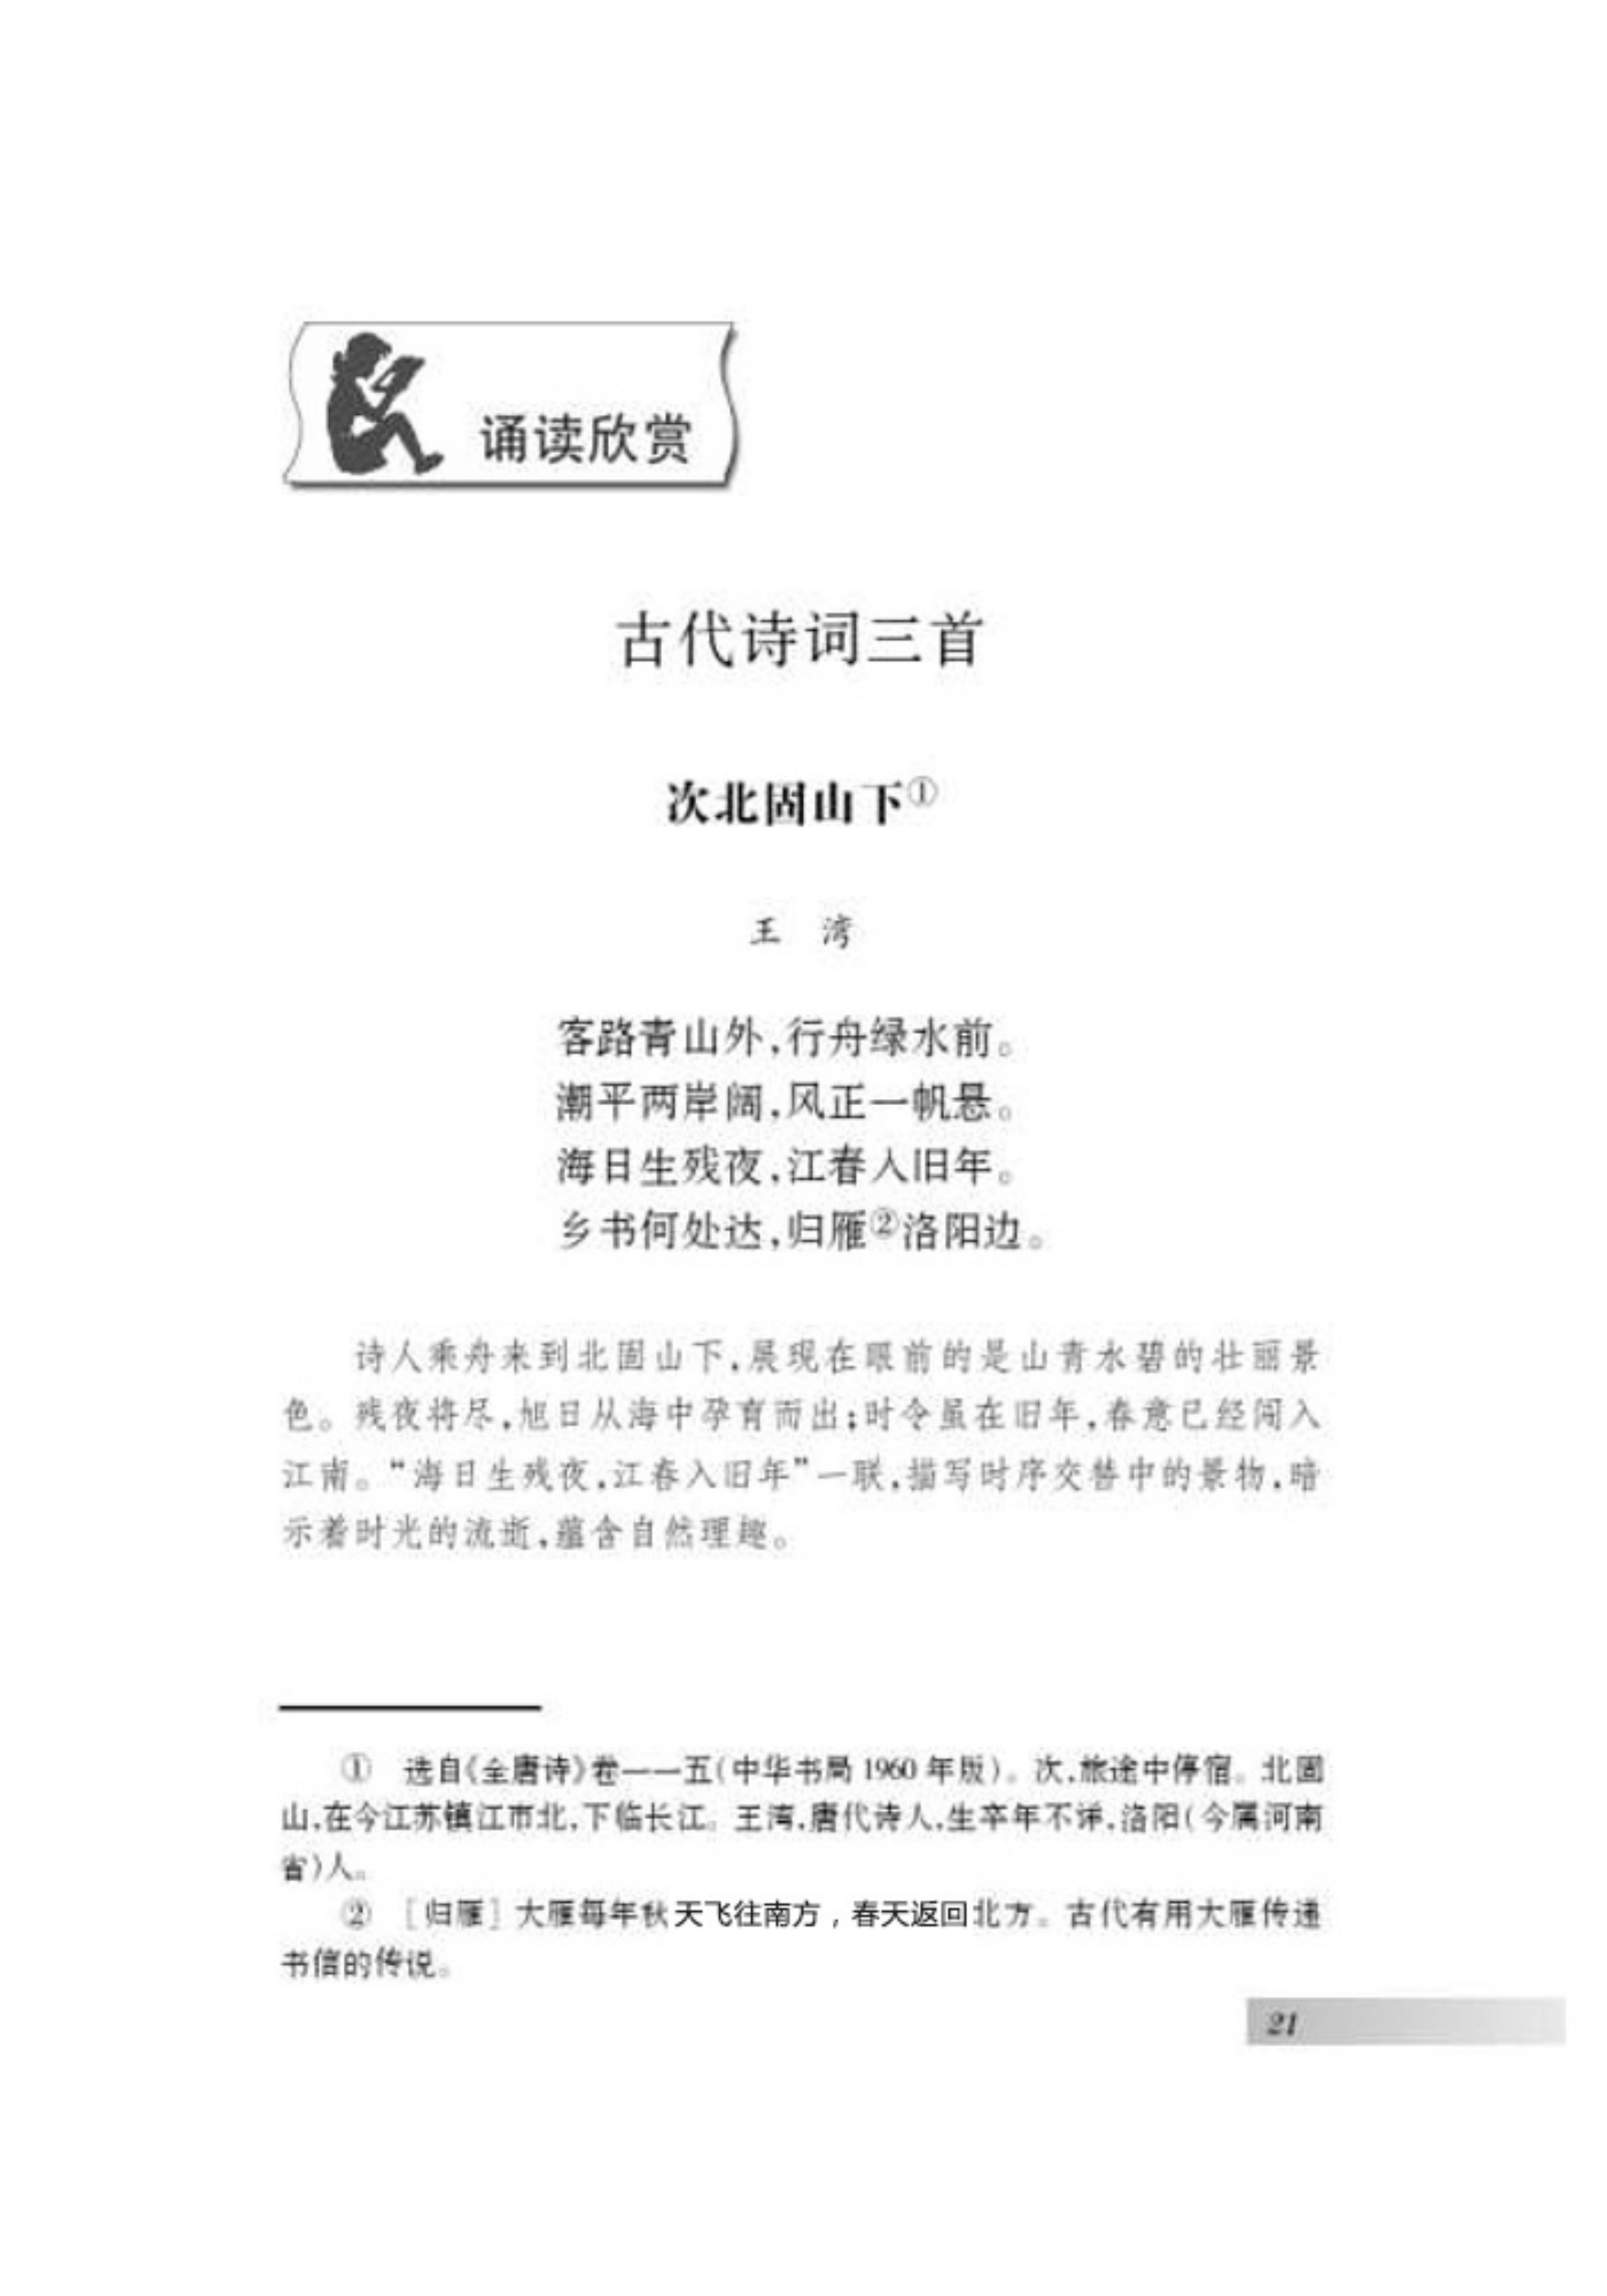 诵读欣赏
古代诗词三首
次北固山下①
王 湾
客路青山外,行舟绿水前。
潮平两岸阔,风正一帆悬。
海日生残夜,江春入旧年。
乡书何处达,归雁②洛阳边。
诗人乘舟来到北固山下,展现在眼前的是山青水碧的壮丽景
色。残夜将尽,旭日从海中孕育而出;时令虽在旧年,春意已经闯入
江南。“海日生残夜,江春入旧年”一联,描写时序交替中的景物,暗
示着时光的流逝,蕴含自然理趣。
① 选自《全唐诗》卷一一五(中华书局1960年版)。次,旅途中停宿。北固
山,在今江苏镇江市北,下临长江。王湾,唐代诗人,生卒年不详,洛阳(今属河南
省)人。
② [归雁]大雁每年秋天飞往南方，春天返回北方。古代有用大雁传递
书信的传说。
21